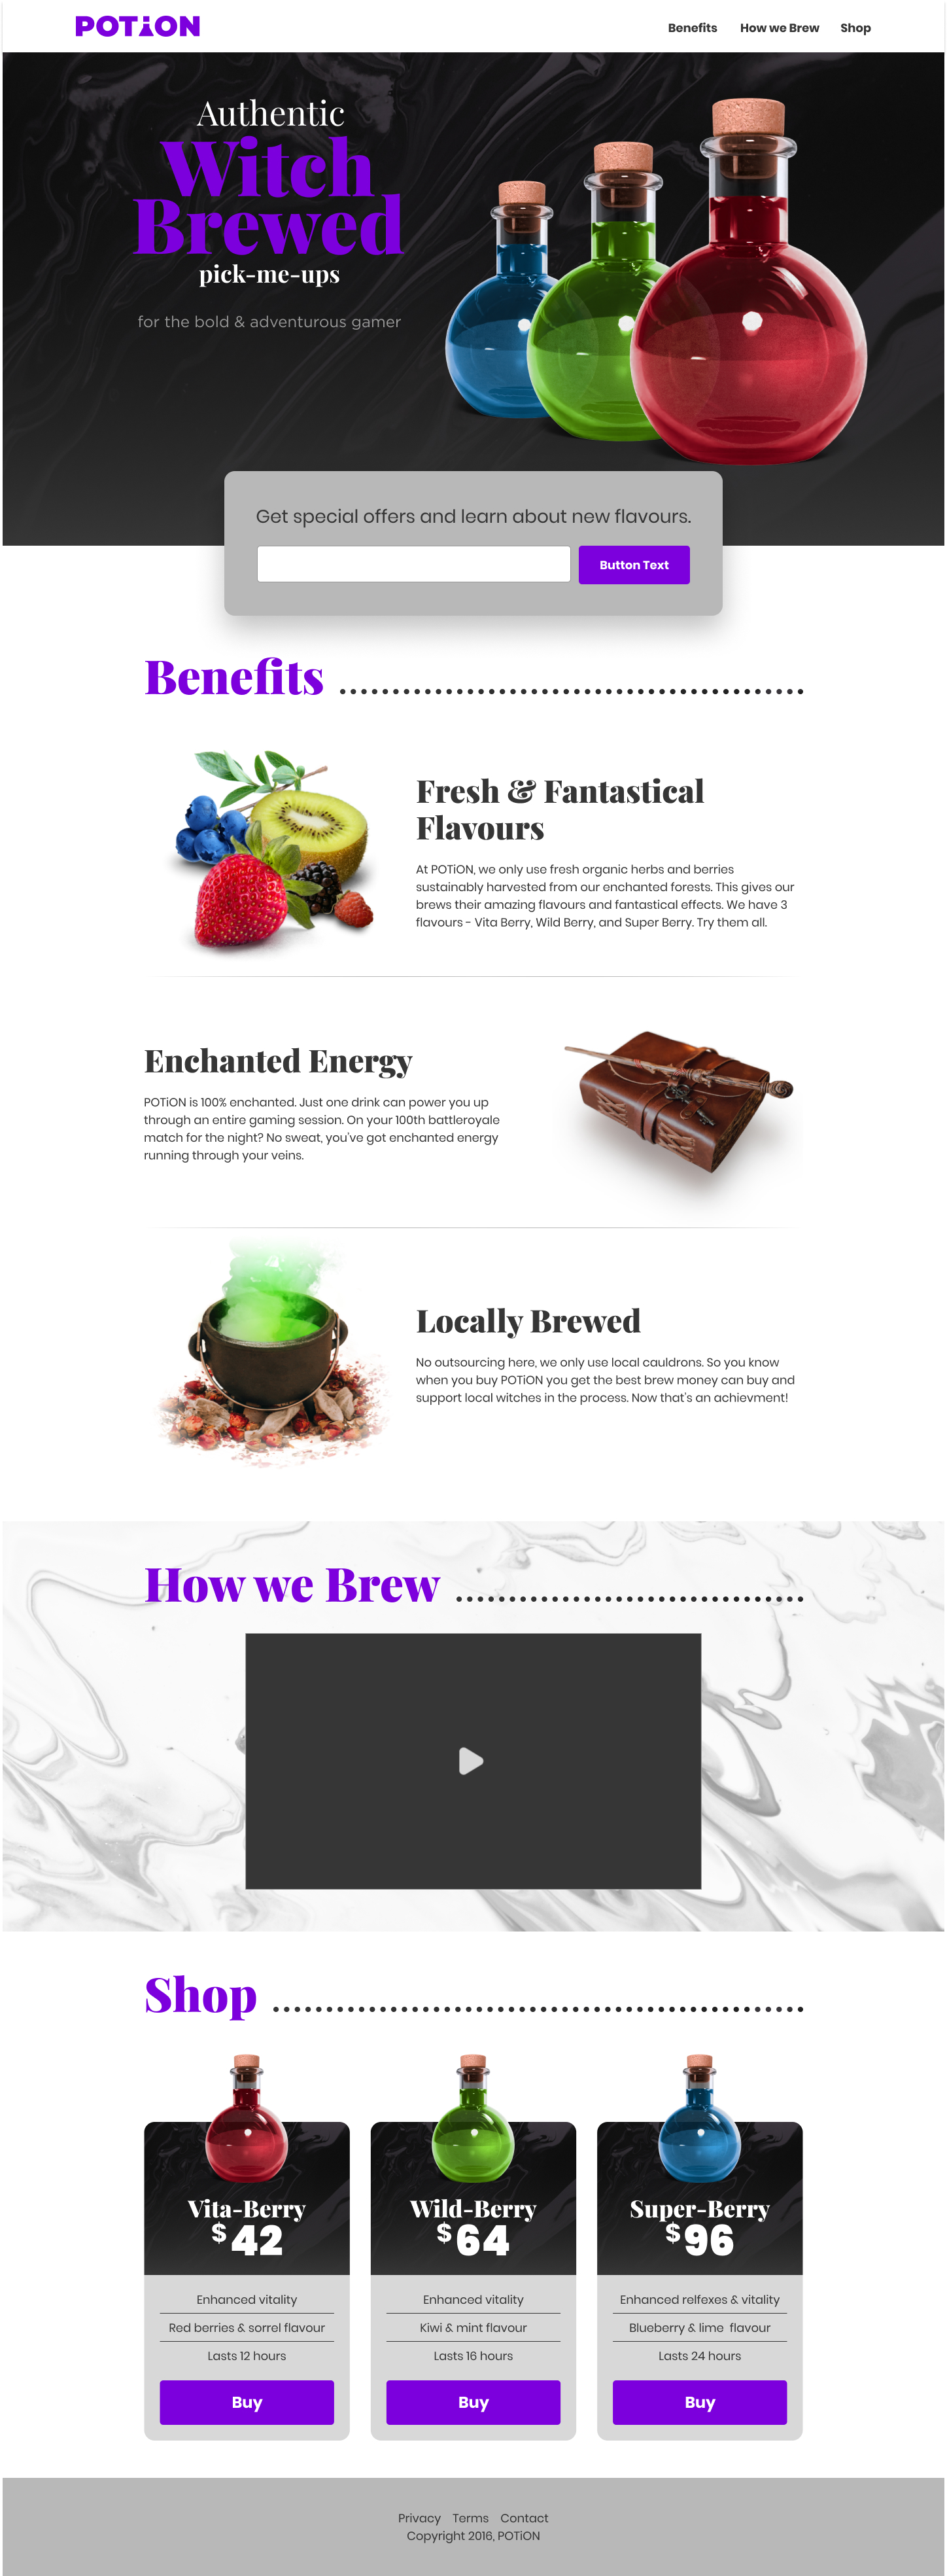 POTiON
Benefits How we Brew Shop
Authentic
Witch
Brewed
pick-me-ups
for the bold & adventurous gamer
Get special offers and learn about new flavours.
Button Text
Benefits
Fresh & Fantastical
Flavours
At POTiON, we only use fresh organic herbs and berries
sustainably harvested from our enchanted forests. This gives our
brews their amazing flavours and fantastical effects. We have 3
flavours - Vita Berry, Wild Berry, and Super Berry. Try them all.
Enchanted Energy
POTiON is 100% enchanted. Just one drink can power you up
through an entire gaming session. On your 100th battleroyale
match for the night? No sweat, you've got enchanted energy
running through your veins.
Locally Brewed
No outsourcing here, we only use local cauldrons. So you know
when you buy POTiON you get the best brew money can buy and
support local witches in the process. Now that's an achievment!
How we Brew
Shop
Vita-Berry
$42
Enhanced vitality
Red berries & sorrel flavour
Lasts 12 hours
Buy
Wild-Berry
$64
Enhanced vitality
Kiwi & mint flavour
Lasts 16 hours
Buy
Super-Berry
$96
Enhanced relfexes & vitality
Blueberry & lime flavour
Lasts 24 hours
Buy
Privacy Terms Contact
Copyright 2016, POTiON